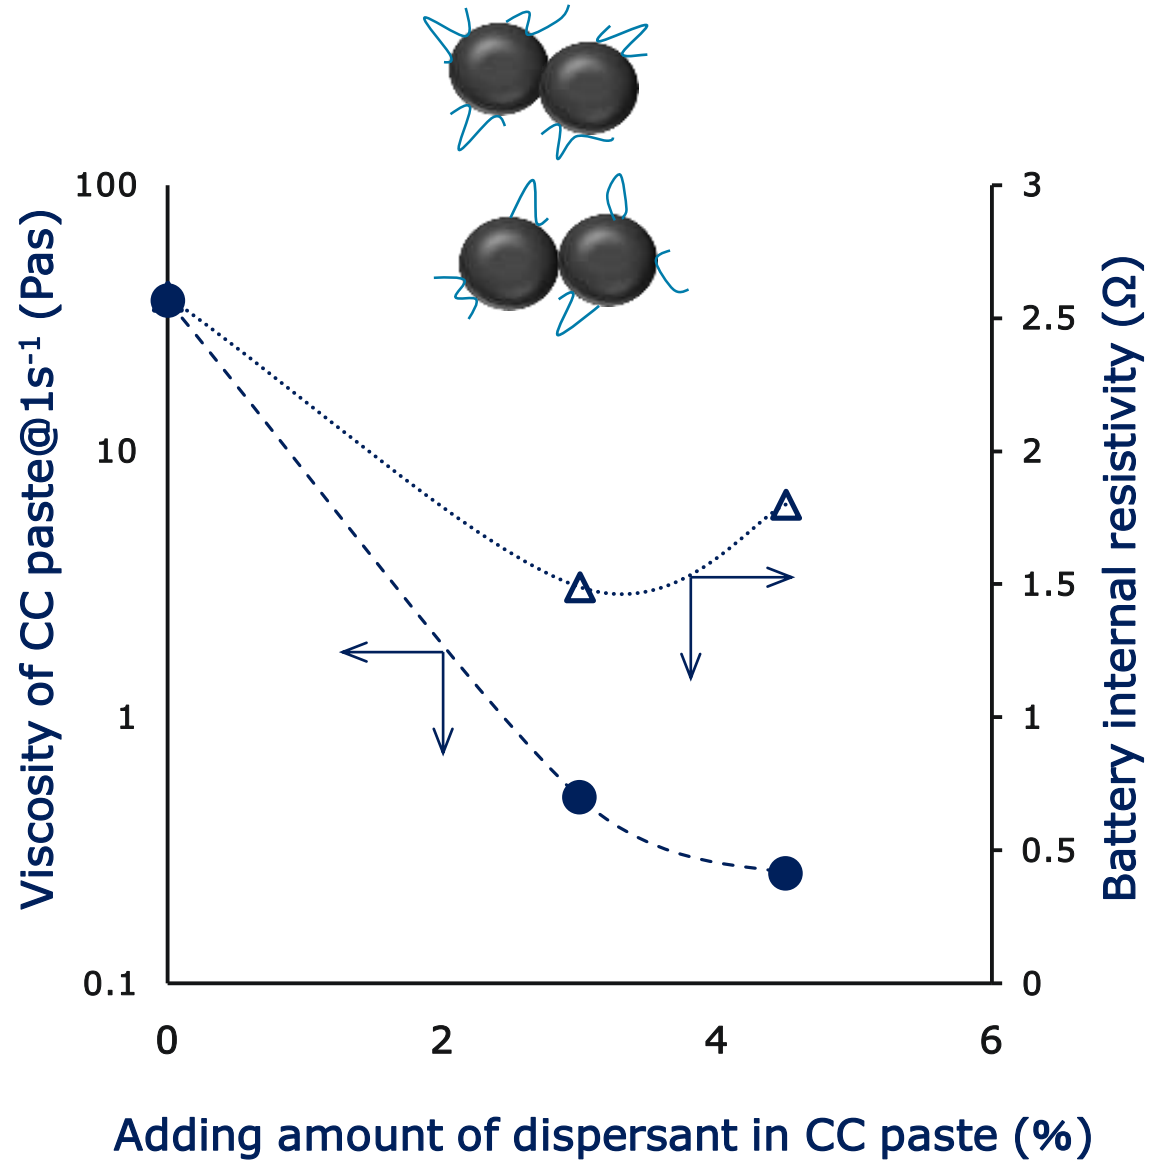 Viscosity of CC paste@1s⁻¹ (Pas)
100
10
1
0.1
3
2.5
2
1.5
1
0.5
0
Battery internal resistivity (Ω)
0 2 4 6
Adding amount of dispersant in CC paste (%)